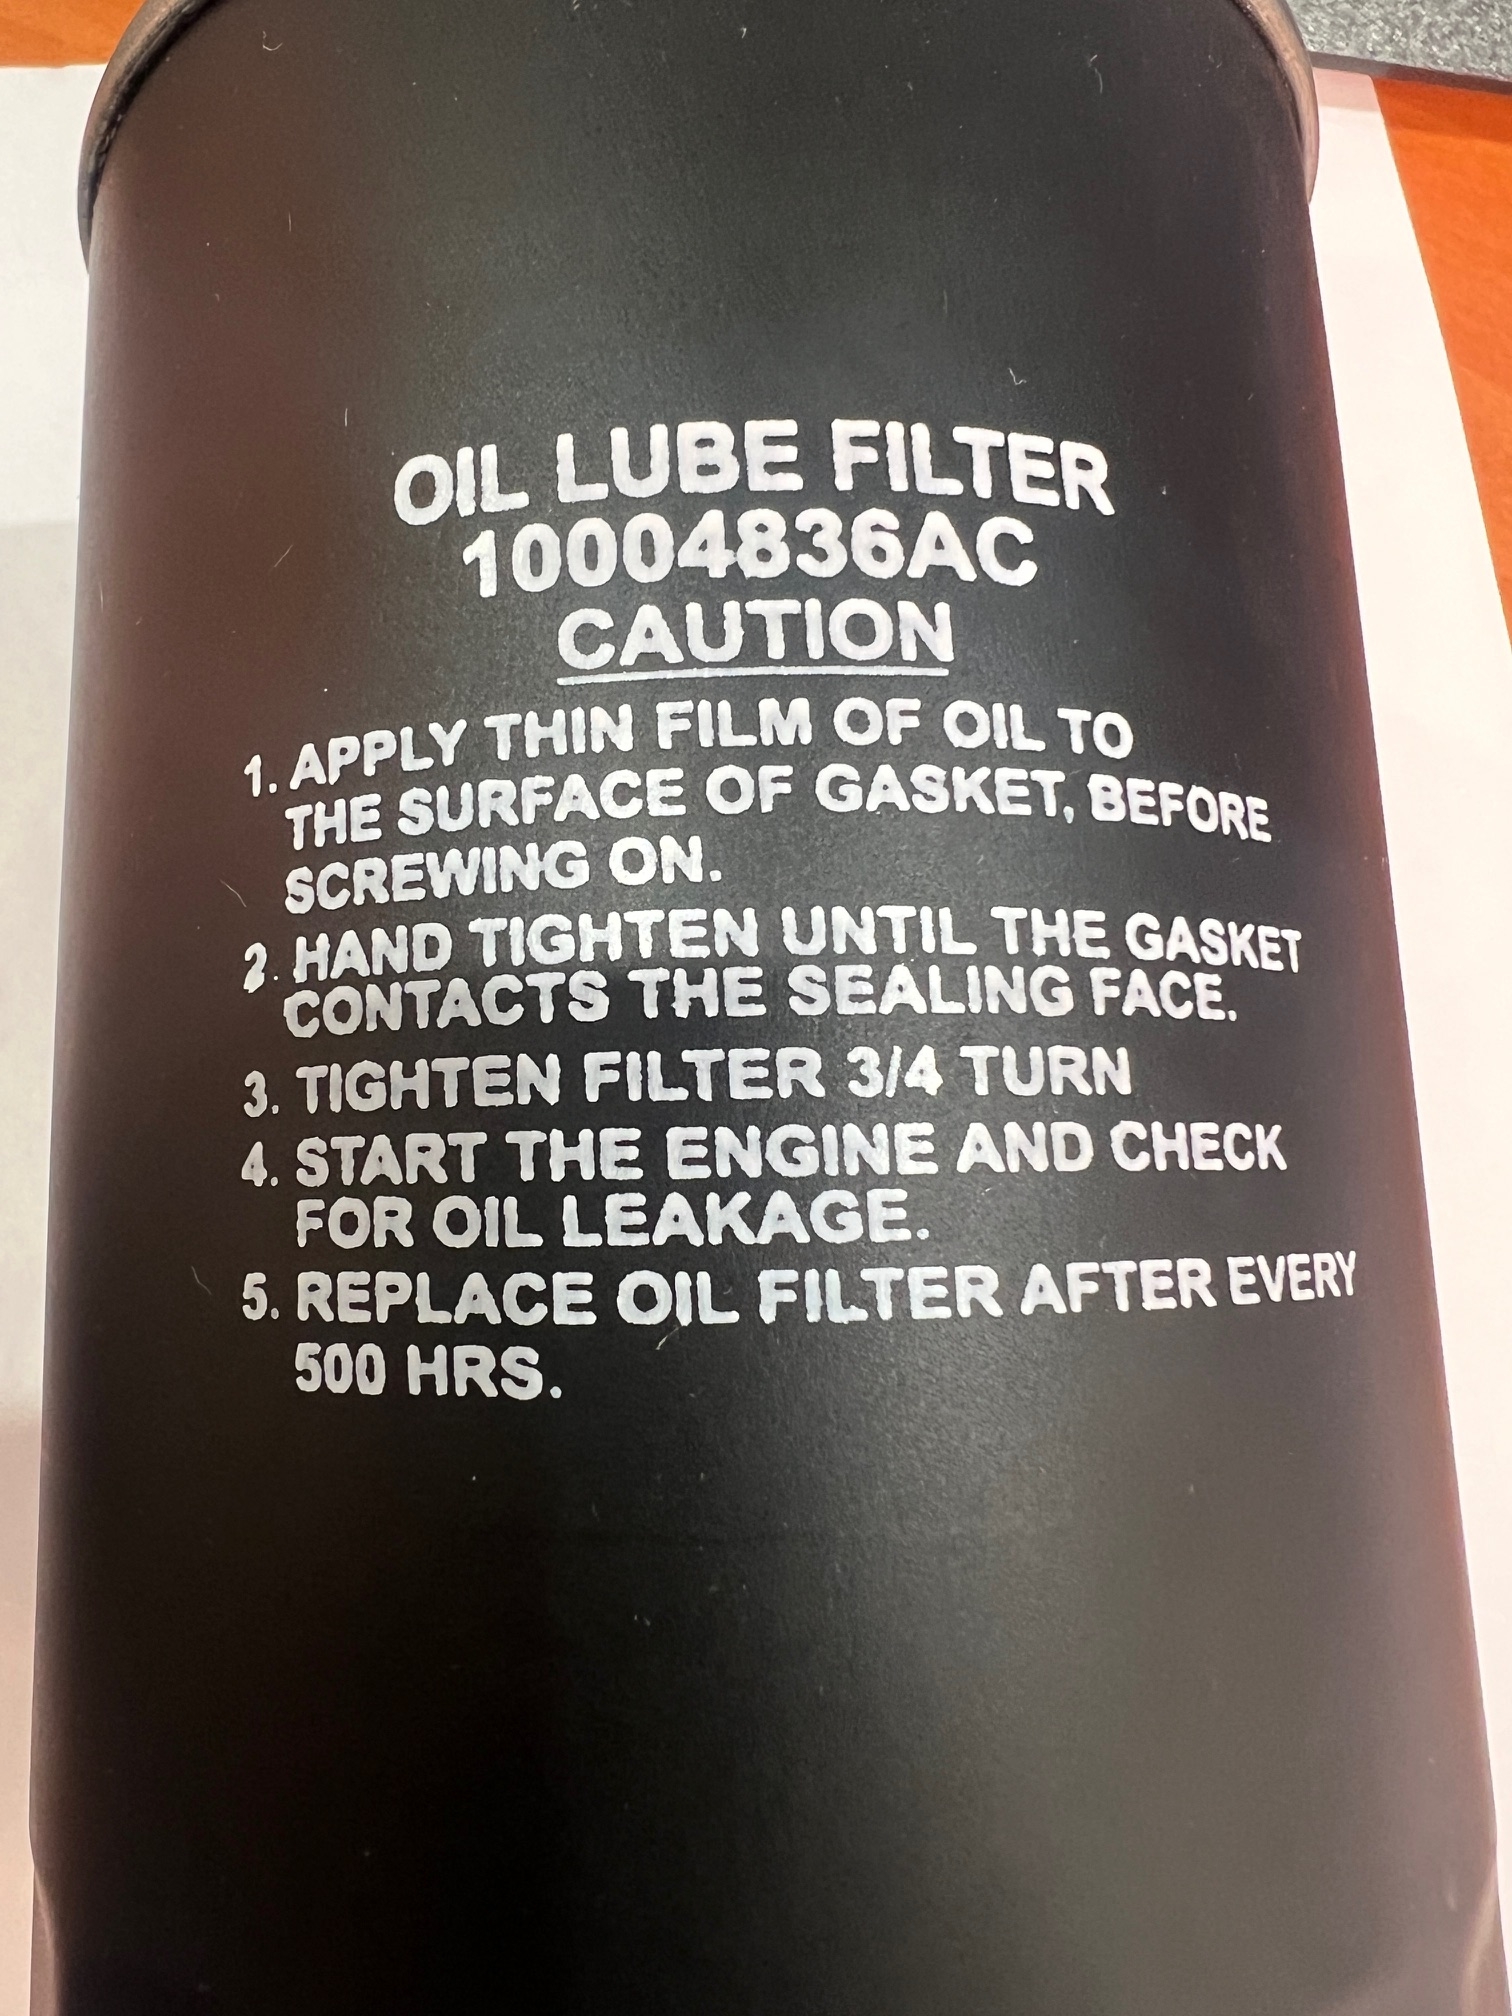 OIL LUBE FILTER
10004836AC
CAUTION
1. APPLY THIN FILM OF OIL TO
THE SURFACE OF GASKET, BEFORE
SCREWING ON.
2. HAND TIGHTEN UNTIL THE GASKET
CONTACTS THE SEALING FACE.
3. TIGHTEN FILTER 3/4 TURN
4. START THE ENGINE AND CHECK
FOR OIL LEAKAGE.
5. REPLACE OIL FILTER AFTER EVERY
500 HRS.